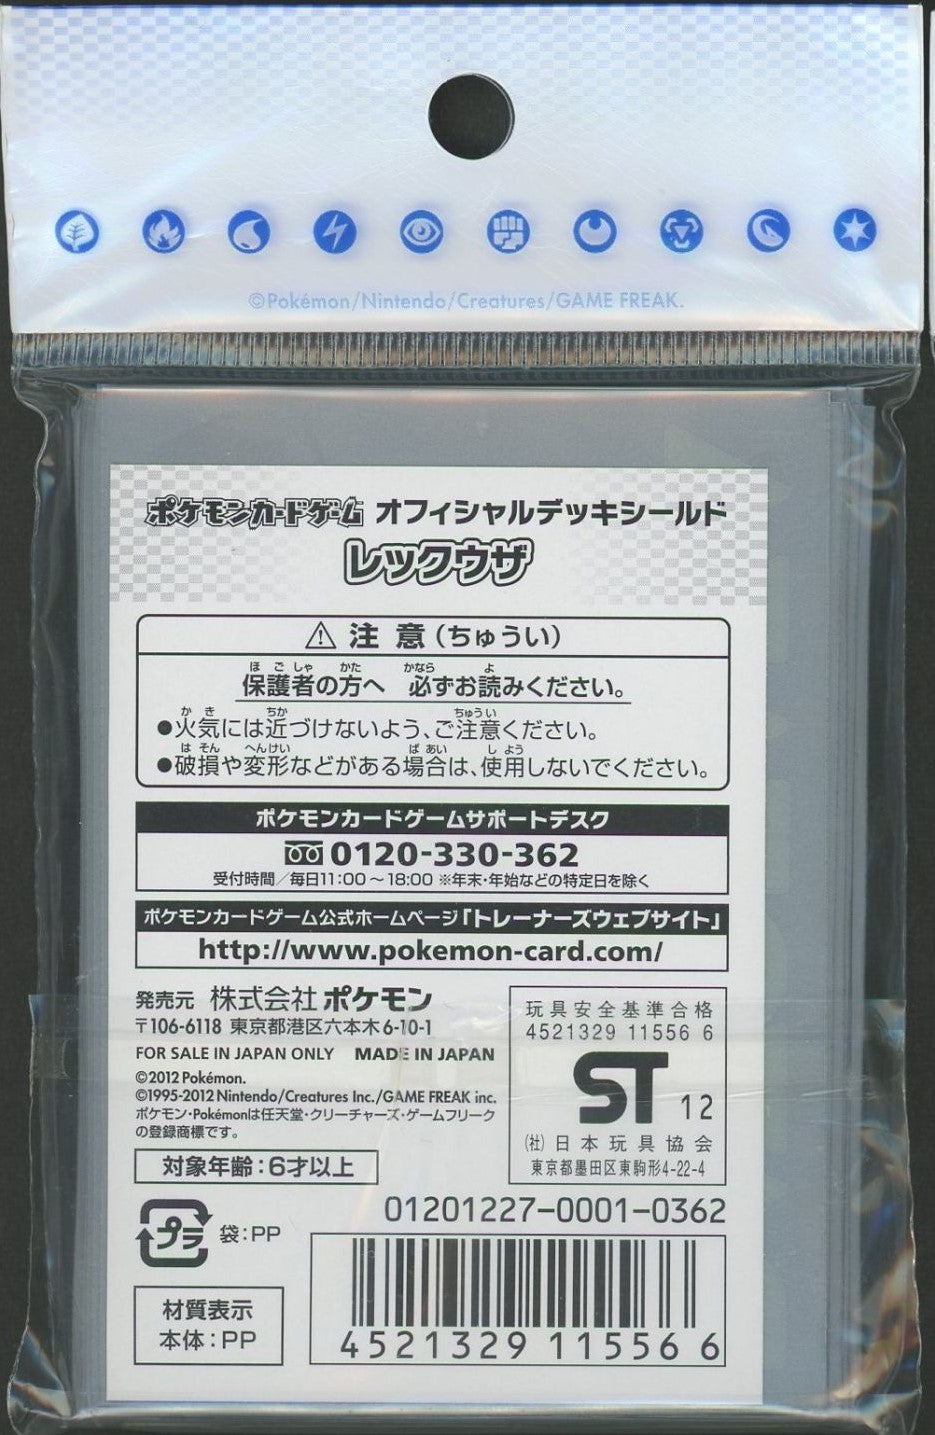 ©Pokémon/Nintendo/Creatures/GAME FREAK.
ポケモンカードゲーム オフィシャルデッキシールド
レックウザ
⚠ 注 意(ちゅうい)
ほ ご しゃ かた かなら よ
保護者の方へ 必ずお読みください。
か き ちか ちゅうい
●火気には近づけないよう、ご注意ください。
は そん へんけい ば あい し よう
●破損や変形などがある場合は、使用しないでください。
ポケモンカードゲームサポートデスク
0120-330-362
受付時間/毎日11:00~18:00 ※年末・年始などの特定日を除く
ポケモンカードゲーム公式ホームページ「トレーナーズウェブサイト」
http://www.pokemon-card.com/
発売元 株式会社 ポケモン
〒106-6118 東京都港区六本木6-10-1
FOR SALE IN JAPAN ONLY MADE IN JAPAN
©2012 Pokémon.
©1995-2012 Nintendo/Creatures Inc./GAME FREAK inc.
ポケモン・Pokémonは任天堂・クリーチャーズ・ゲームフリーク
の登録商標です。
対象年齢:6才以上
玩具安全基準合格
4521329 11556 6
ST 12
(社)日本玩具協会
東京都墨田区東駒形4-22-4
01201227-0001-0362
プラ 袋:PP
材質表示
本体:PP
4521329 115566